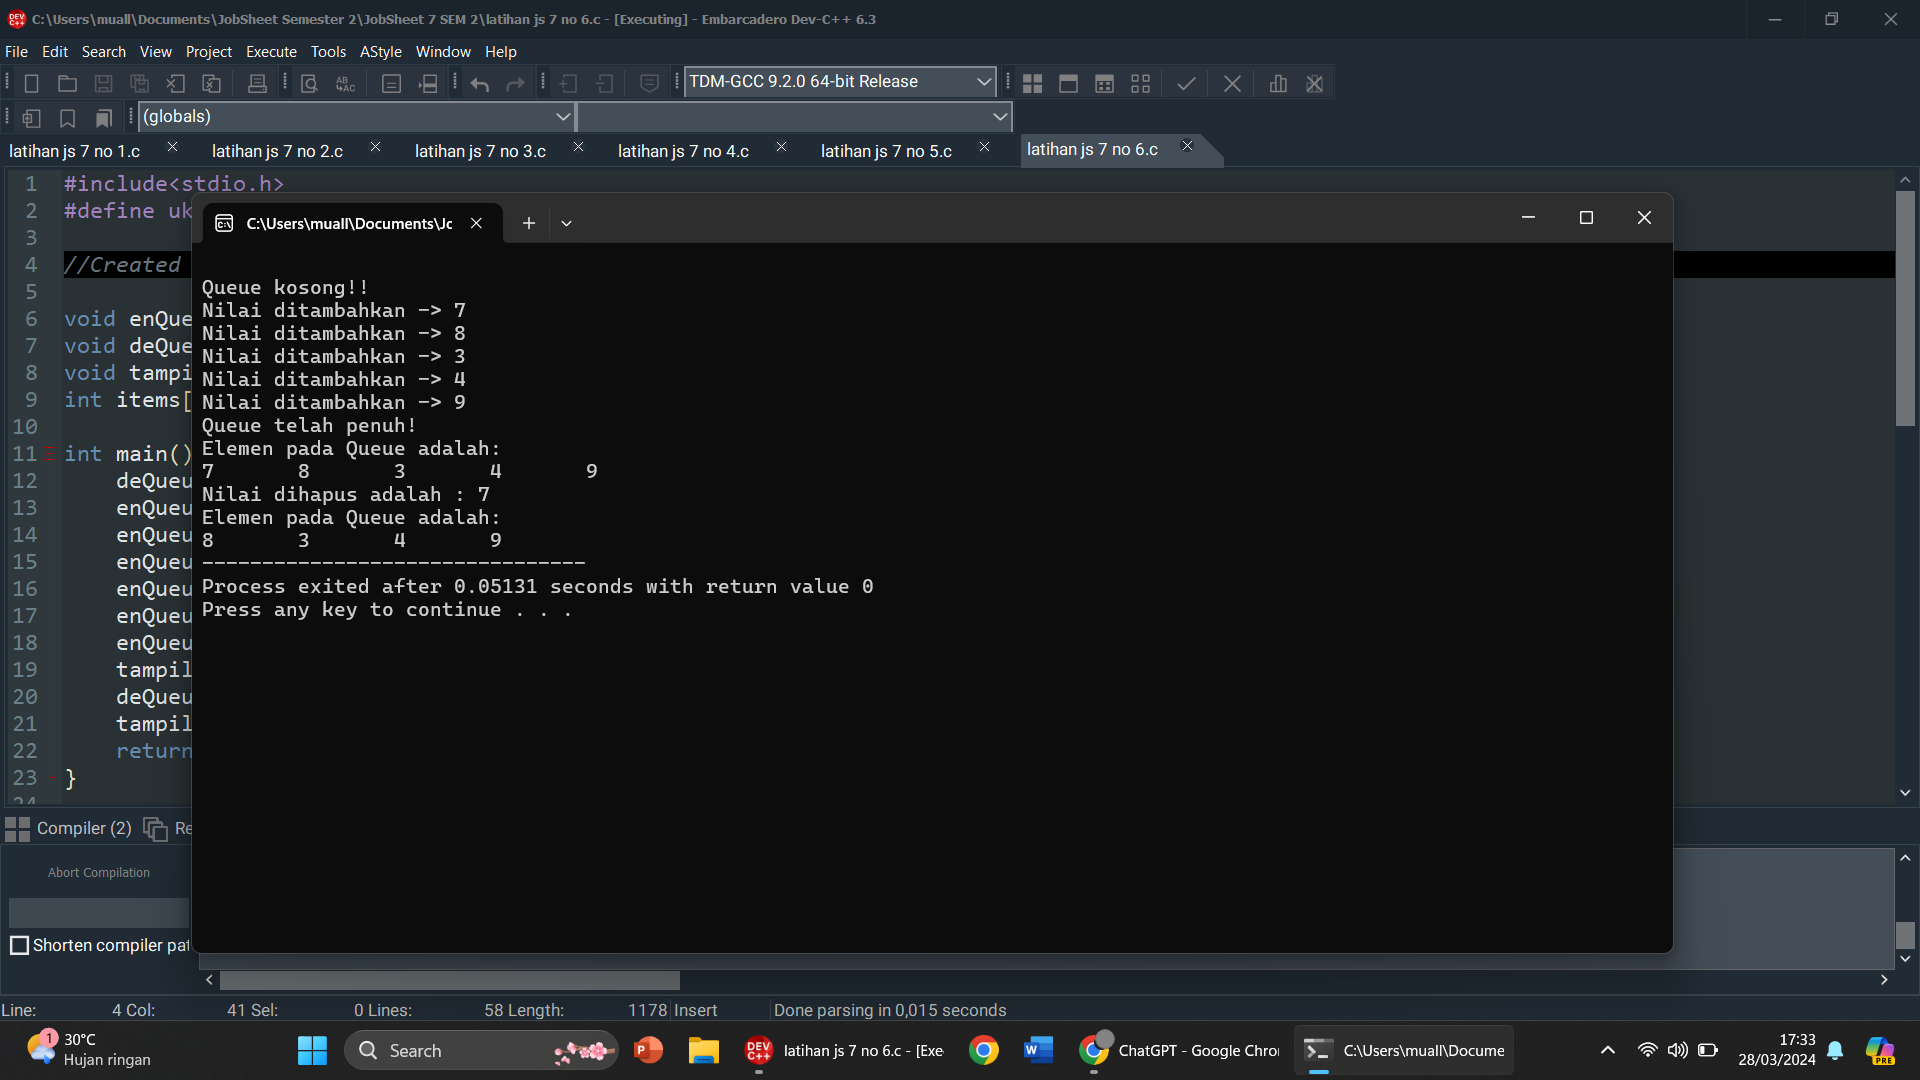 C:\Users\muall\Documents\JobSheet Semester 2\JobSheet 7 SEM 2\latihan js 7 no 6.c - [Executing] - Embarcadero Dev-C++ 6.3
File Edit Search View Project Execute Tools AStyle Window Help
TDM-GCC 9.2.0 64-bit Release
(globals)
latihan js 7 no 1.c latihan js 7 no 2.c latihan js 7 no 3.c latihan js 7 no 4.c latihan js 7 no 5.c latihan js 7 no 6.c
1 #include<stdio.h>
2 #define uk
3
4 //Created
5
6 void enQue
7 void deQue
8 void tampi
9 int items[
10
11 int main()
12 deQueu
13 enQueu
14 enQueu
15 enQueu
16 enQueu
17 enQueu
18 enQueu
19 tampil
20 deQueu
21 tampil
22 return
23 }
24
C:\Users\muall\Documents\Jc
Queue kosong!!
Nilai ditambahkan -> 7
Nilai ditambahkan -> 8
Nilai ditambahkan -> 3
Nilai ditambahkan -> 4
Nilai ditambahkan -> 9
Queue telah penuh!
Elemen pada Queue adalah:
7 8 3 4 9
Nilai dihapus adalah : 7
Elemen pada Queue adalah:
8 3 4 9
--------------------------------
Process exited after 0.05131 seconds with return value 0
Press any key to continue . . .
Compiler (2) Re
Abort Compilation
Shorten compiler pat
Line: 4 Col: 41 Sel: 0 Lines: 58 Length: 1178 Insert Done parsing in 0,015 seconds
1 30°C
Hujan ringan
Search
P
DEV C++ latihan js 7 no 6.c - [Exe
W
ChatGPT - Google Chro
C:\Users\muall\Docume
17:33
28/03/2024
PRE